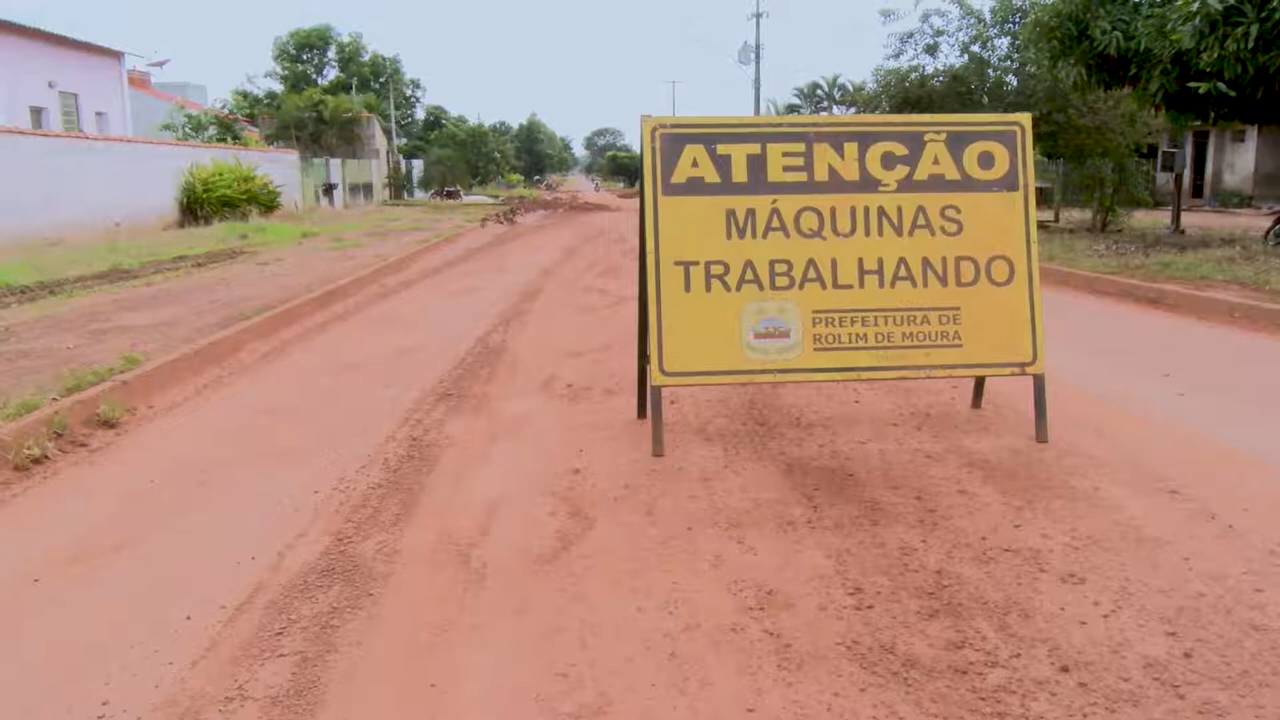 ATENÇÃO
MÁQUINAS
TRABALHANDO
PREFEITURA DE
ROLIM DE MOURA